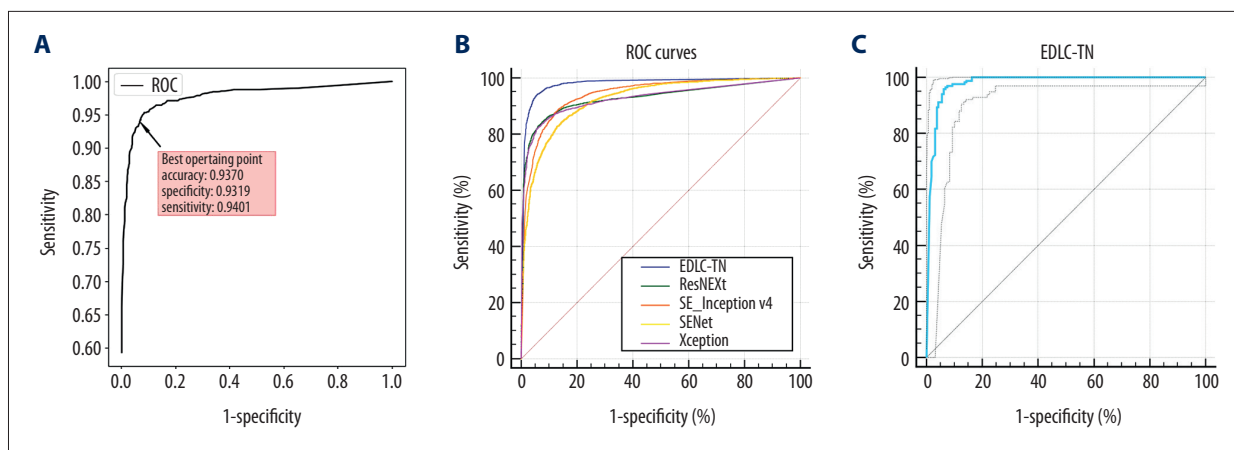 A
1.00
0.95
0.90
0.85
0.80
0.75
0.70
0.65
0.60
Sensitivity
ROC
Best opertaing point
accuracy: 0.9370
specificity: 0.9319
sensitivity: 0.9401
0.0 0.2 0.4 0.6 0.8 1.0
1-specificity
B
ROC curves
100
80
60
40
20
0
Sensitivity (%)
EDLC-TN
ResNEXt
SE_Inception v4
SENet
Xception
0 20 40 60 80 100
1-specificity (%)
C
EDLC-TN
100
80
60
40
20
0
Sensitivity (%)
0 20 40 60 80 100
1-specificity (%)